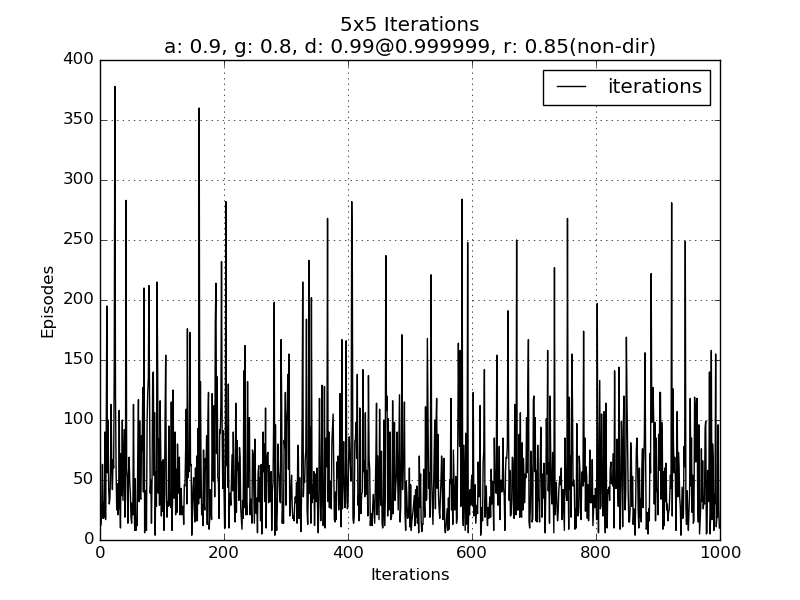 5x5 Iterations
a: 0.9, g: 0.8, d: 0.99@0.999999, r: 0.85(non-dir)
400
350
300
250
200
150
100
50
0
Episodes
iterations
0 200 400 600 800 1000
Iterations